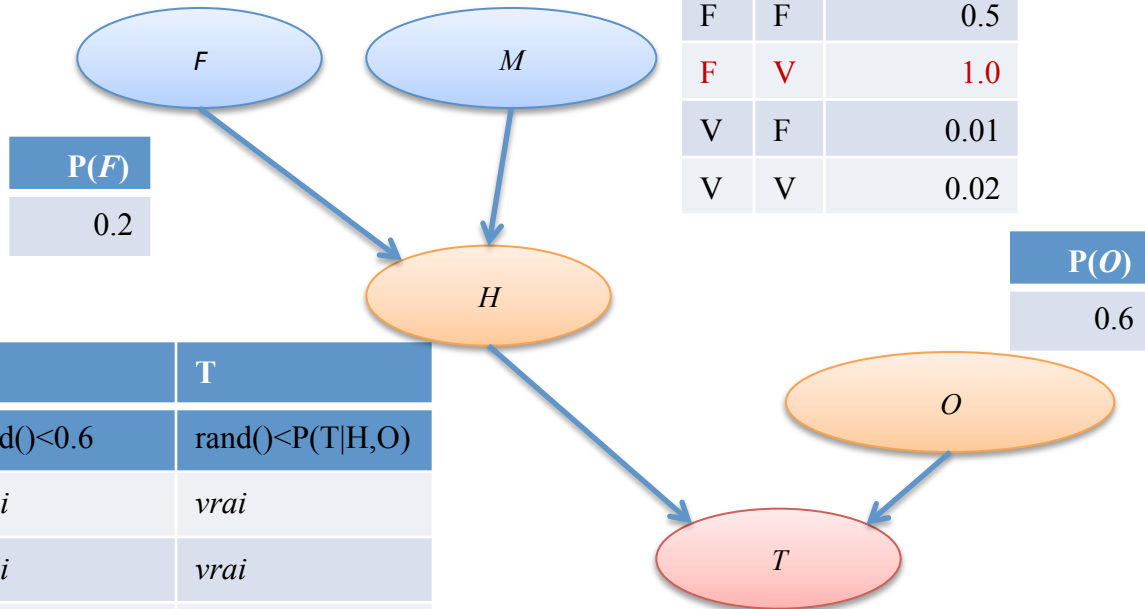 F F 0.5
F M
F V 1.0
V F 0.01
P(F)
V V 0.02
0.2
P(O)
H
0.6
T
O
d()<0.6 rand()<P(T|H,O)
i vrai
i vrai
T